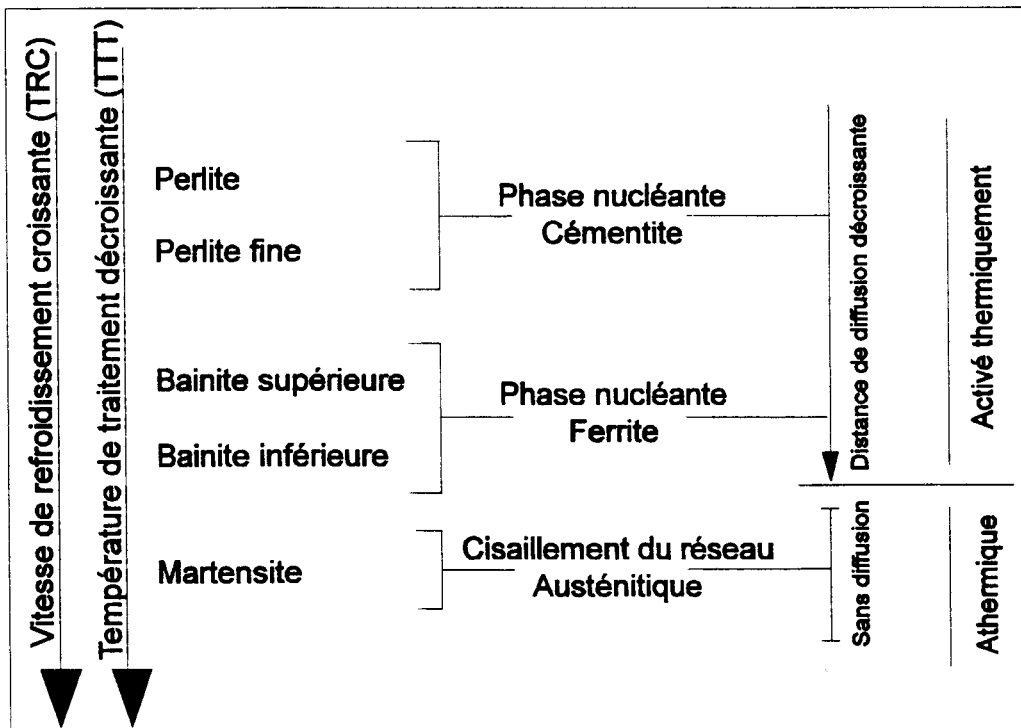 Vitesse de refroidissement croissante (TRC)
Température de traitement décroissante (TTT)
Perlite
Perlite fine
Phase nucléante
Cémentite
Bainite supérieure
Bainite inférieure
Phase nucléante
Ferrite
Martensite
Cisaillement du réseau
Austénitique
Distance de diffusion décroissante
Sans diffusion
Activé thermiquement
Athermique